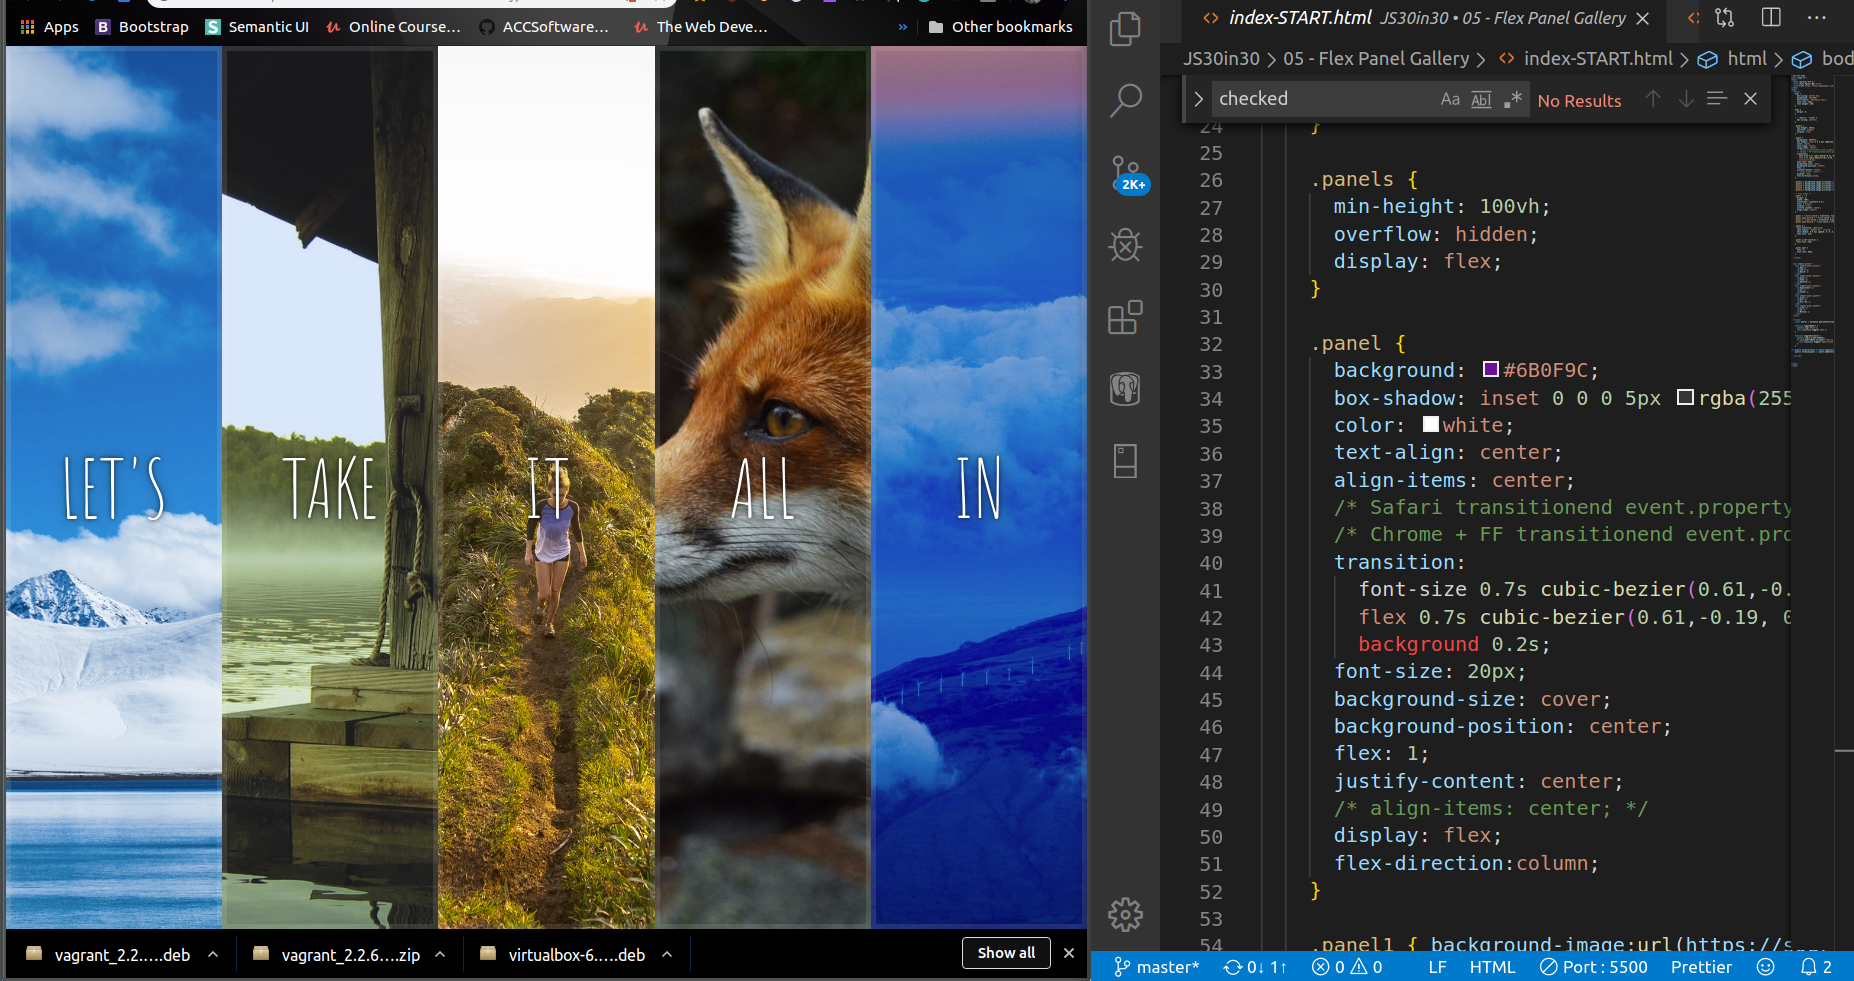 Apps Bootstrap Semantic UI Online Course... ACCSoftware... The Web Deve... » Other bookmarks
LET'S TAKE IT ALL IN
vagrant_2.2.....deb vagrant_2.2.6....zip virtualbox-6.....deb Show all
index-START.html JS30in30 • 05 - Flex Panel Gallery
JS30in30 > 05 - Flex Panel Gallery > index-START.html > html > bod
checked Aa Abl .* No Results
2K+
24 }
25
26 .panels {
27 min-height: 100vh;
28 overflow: hidden;
29 display: flex;
30 }
31
32 .panel {
33 background: #6B0F9C;
34 box-shadow: inset 0 0 0 5px rgba(255
35 color: white;
36 text-align: center;
37 align-items: center;
38 /* Safari transitionend event.property
39 /* Chrome + FF transitionend event.pro
40 transition:
41 font-size 0.7s cubic-bezier(0.61,-0.
42 flex 0.7s cubic-bezier(0.61,-0.19, 0
43 background 0.2s;
44 font-size: 20px;
45 background-size: cover;
46 background-position: center;
47 flex: 1;
48 justify-content: center;
49 /* align-items: center; */
50 display: flex;
51 flex-direction:column;
52 }
53
54 .panel1 { background-image:url(https://
master* 0↓ 1↑ 0 0 LF HTML Port : 5500 Prettier 2